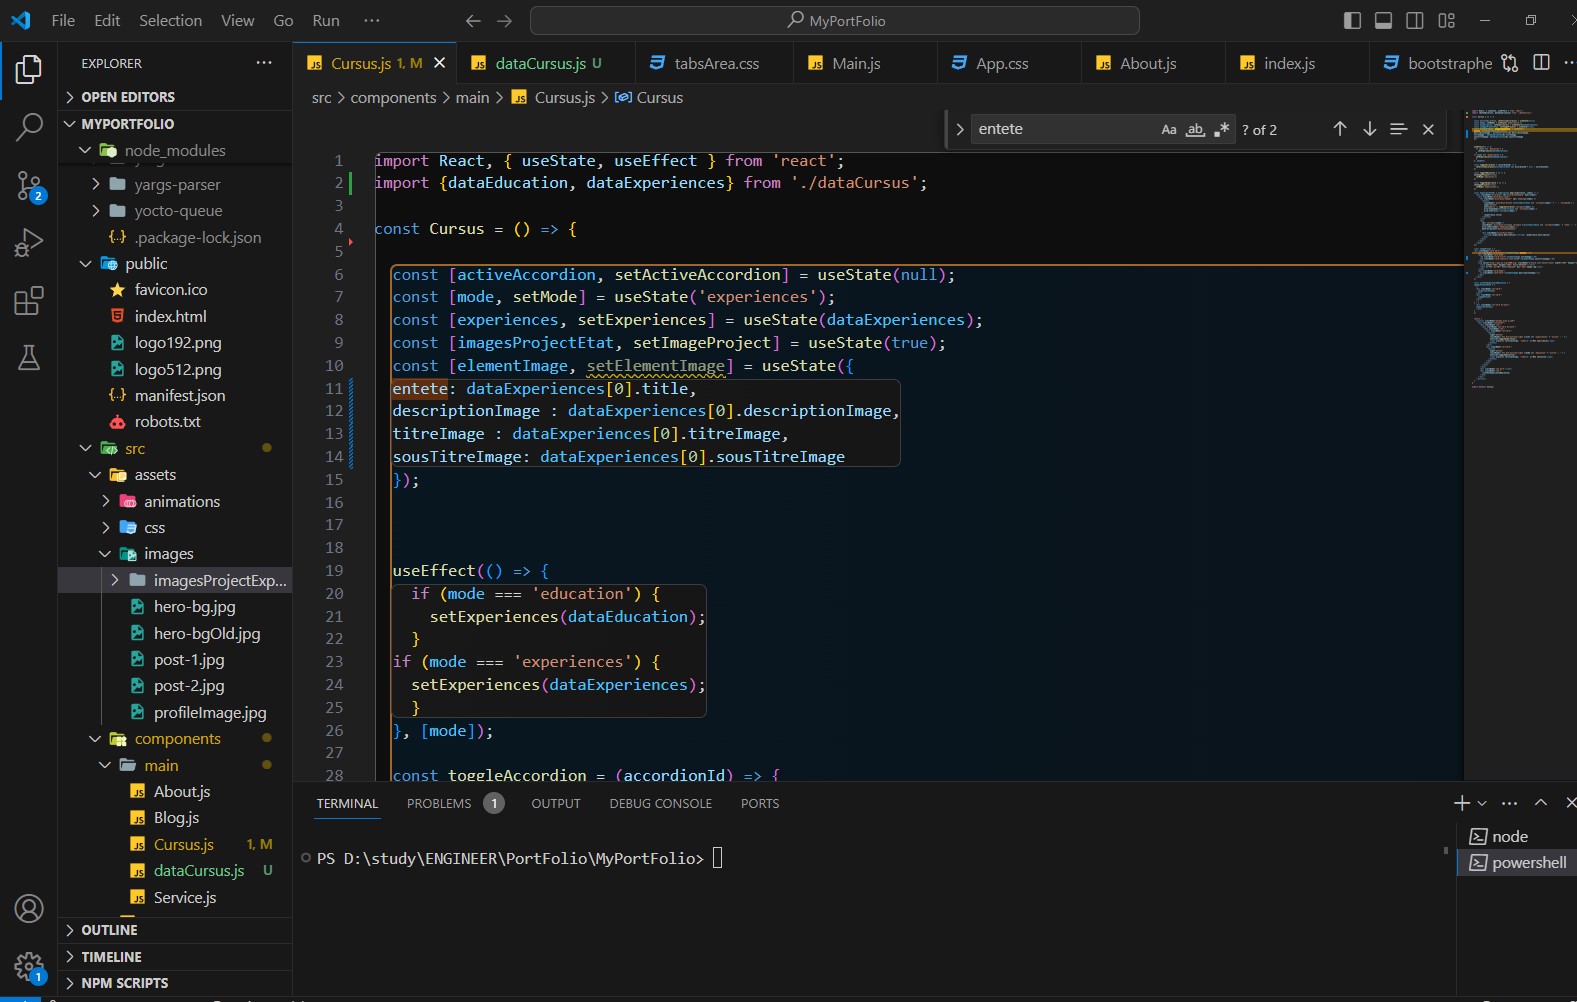 File Edit Selection View Go Run ··· MyPortFolio
EXPLORER
OPEN EDITORS
MYPORTFOLIO
node_modules
yargs-parser
yocto-queue
.package-lock.json
public
favicon.ico
index.html
logo192.png
logo512.png
manifest.json
robots.txt
src
assets
animations
css
images
imagesProjectExp...
hero-bg.jpg
hero-bgOld.jpg
post-1.jpg
post-2.jpg
profileImage.jpg
components
main
About.js
Blog.js
Cursus.js 1, M
dataCursus.js U
Service.js
OUTLINE
TIMELINE
NPM SCRIPTS
2
1
Cursus.js 1, M dataCursus.js U tabsArea.css Main.js App.css About.js index.js bootstraphe
src > components > main > Cursus.js > Cursus
entete Aa ab .* ? of 2
1 import React, { useState, useEffect } from 'react';
2 import {dataEducation, dataExperiences} from './dataCursus';
3
4 const Cursus = () => {
5
6 const [activeAccordion, setActiveAccordion] = useState(null);
7 const [mode, setMode] = useState('experiences');
8 const [experiences, setExperiences] = useState(dataExperiences);
9 const [imagesProjectEtat, setImageProject] = useState(true);
10 const [elementImage, setElementImage] = useState({
11 entete: dataExperiences[0].title,
12 descriptionImage : dataExperiences[0].descriptionImage,
13 titreImage : dataExperiences[0].titreImage,
14 sousTitreImage: dataExperiences[0].sousTitreImage
15 });
16
17
18
19 useEffect(() => {
20 if (mode === 'education') {
21 setExperiences(dataEducation);
22 }
23 if (mode === 'experiences') {
24 setExperiences(dataExperiences);
25 }
26 }, [mode]);
27
28 const toggleAccordion = (accordionId) => {
TERMINAL PROBLEMS 1 OUTPUT DEBUG CONSOLE PORTS
PS D:\study\ENGINEER\PortFolio\MyPortFolio>
node
powershell